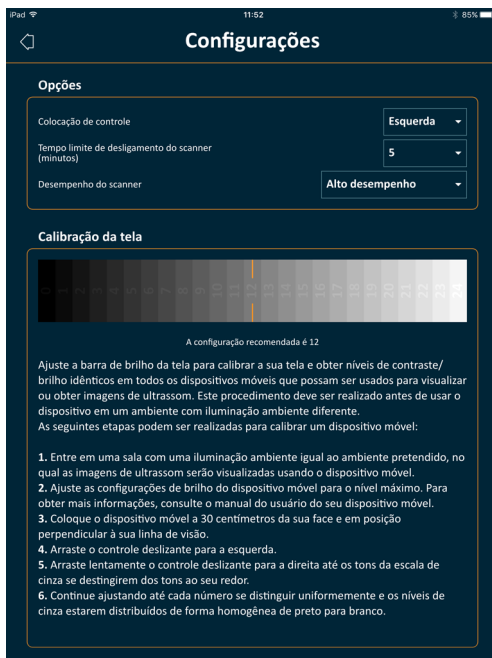 iPad 11:52 85%
Configurações
Opções
Colocação de controle Esquerda
Tempo limite de desligamento do scanner
(minutos) 5
Desempenho do scanner Alto desempenho
Calibração da tela
0 1 2 3 4 5 6 7 8 9 10 11 12 13 14 15 16 17 18 19 20 21 22 23 24
A configuração recomendada é 12
Ajuste a barra de brilho da tela para calibrar a sua tela e obter níveis de contraste/
brilho idênticos em todos os dispositivos móveis que possam ser usados para visualizar
ou obter imagens de ultrassom. Este procedimento deve ser realizado antes de usar o
dispositivo em um ambiente com iluminação ambiente diferente.
As seguintes etapas podem ser realizadas para calibrar um dispositivo móvel:
1. Entre em uma sala com uma iluminação ambiente igual ao ambiente pretendido, no
qual as imagens de ultrassom serão visualizadas usando o dispositivo móvel.
2. Ajuste as configurações de brilho do dispositivo móvel para o nível máximo. Para
obter mais informações, consulte o manual do usuário do seu dispositivo móvel.
3. Coloque o dispositivo móvel a 30 centímetros da sua face e em posição
perpendicular à sua linha de visão.
4. Arraste o controle deslizante para a esquerda.
5. Arraste lentamente o controle deslizante para a direita até os tons da escala de
cinza se destingirem dos tons ao seu redor.
6. Continue ajustando até cada número se distinguir uniformemente e os níveis de
cinza estarem distribuídos de forma homogênea de preto para branco.